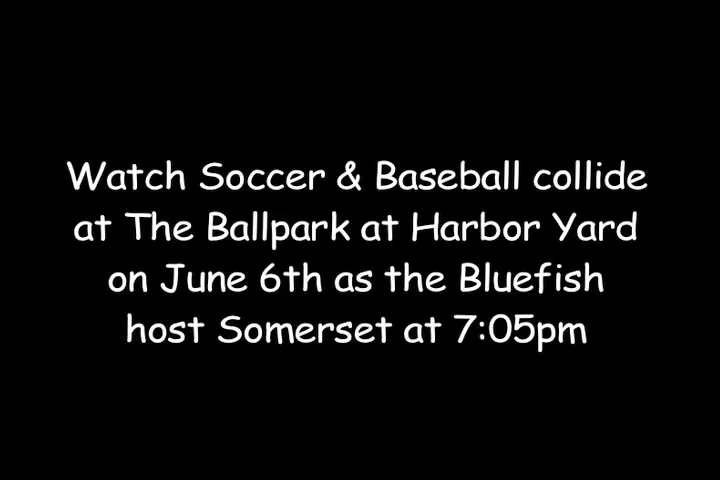 Watch Soccer & Baseball collide
at The Ballpark at Harbor Yard
on June 6th as the Bluefish
host Somerset at 7:05pm